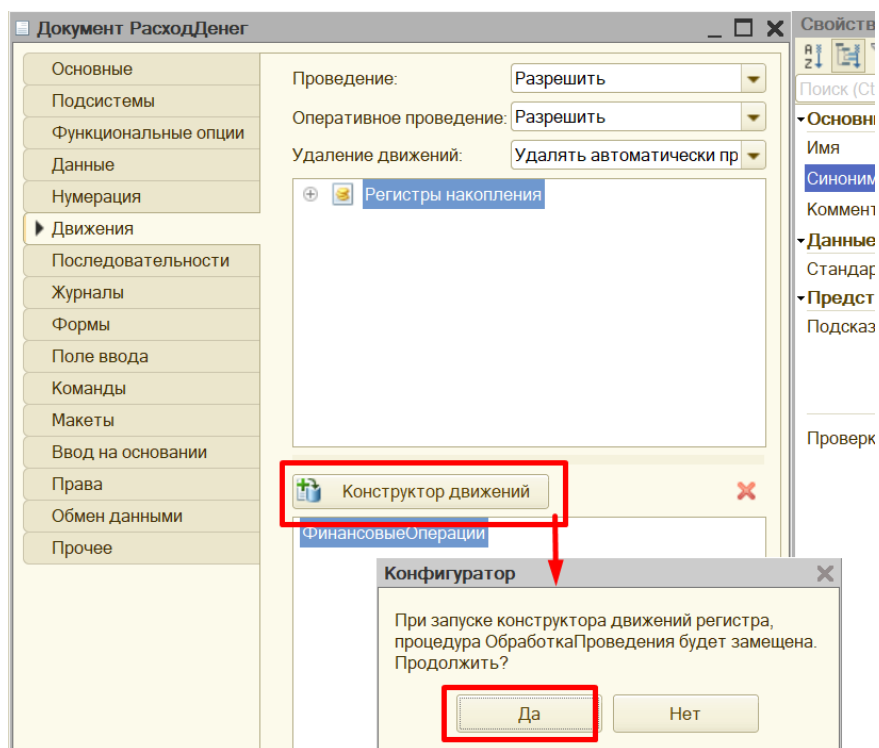 Документ РасходДенег
Свойств
Основные
Подсистемы
Функциональные опции
Данные
Нумерация
Движения
Последовательности
Журналы
Формы
Поле ввода
Команды
Макеты
Ввод на основании
Права
Обмен данными
Прочее
Проведение: Разрешить
Оперативное проведение: Разрешить
Удаление движений: Удалять автоматически пр
Регистры накопления
Конструктор движений
ФинансовыеОперации
Конфигуратор
При запуске конструктора движений регистра,
процедура ОбработкаПроведения будет замещена.
Продолжить?
Да Нет
Поиск (Ct
Основны
Имя
Синоним
Коммент
Данные
Стандар
Предст
Подсказ
Проверк